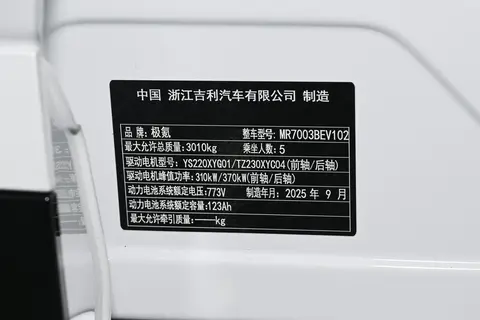 中国 浙江吉利汽车有限公司 制造
品牌:极氪 整车型号:MR7003BEV102
最大允许总质量:3010kg 乘坐人数:5
驱动电机型号:YS220XYG01/TZ230XYC04(前轴/后轴)
驱动电机峰值功率:310kW/370kW(前轴/后轴)
动力电池系统额定电压:773V 制造年月:2025 年 9 月
动力电池系统额定容量:123Ah
最大允许牵引质量:——kg